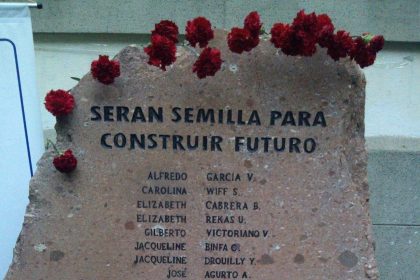 SERAN SEMILLA PARA
CONSTRUIR FUTURO
ALFREDO GARCIA V.
CAROLINA WIFF S.
ELIZABETH CABRERA B.
ELIZABETH REKAS U.
GILBERTO VICTORIANO V.
JACQUELINE BINFA C.
JACQUELINE DROUILLY Y.
JOSÉ AGURTO A.